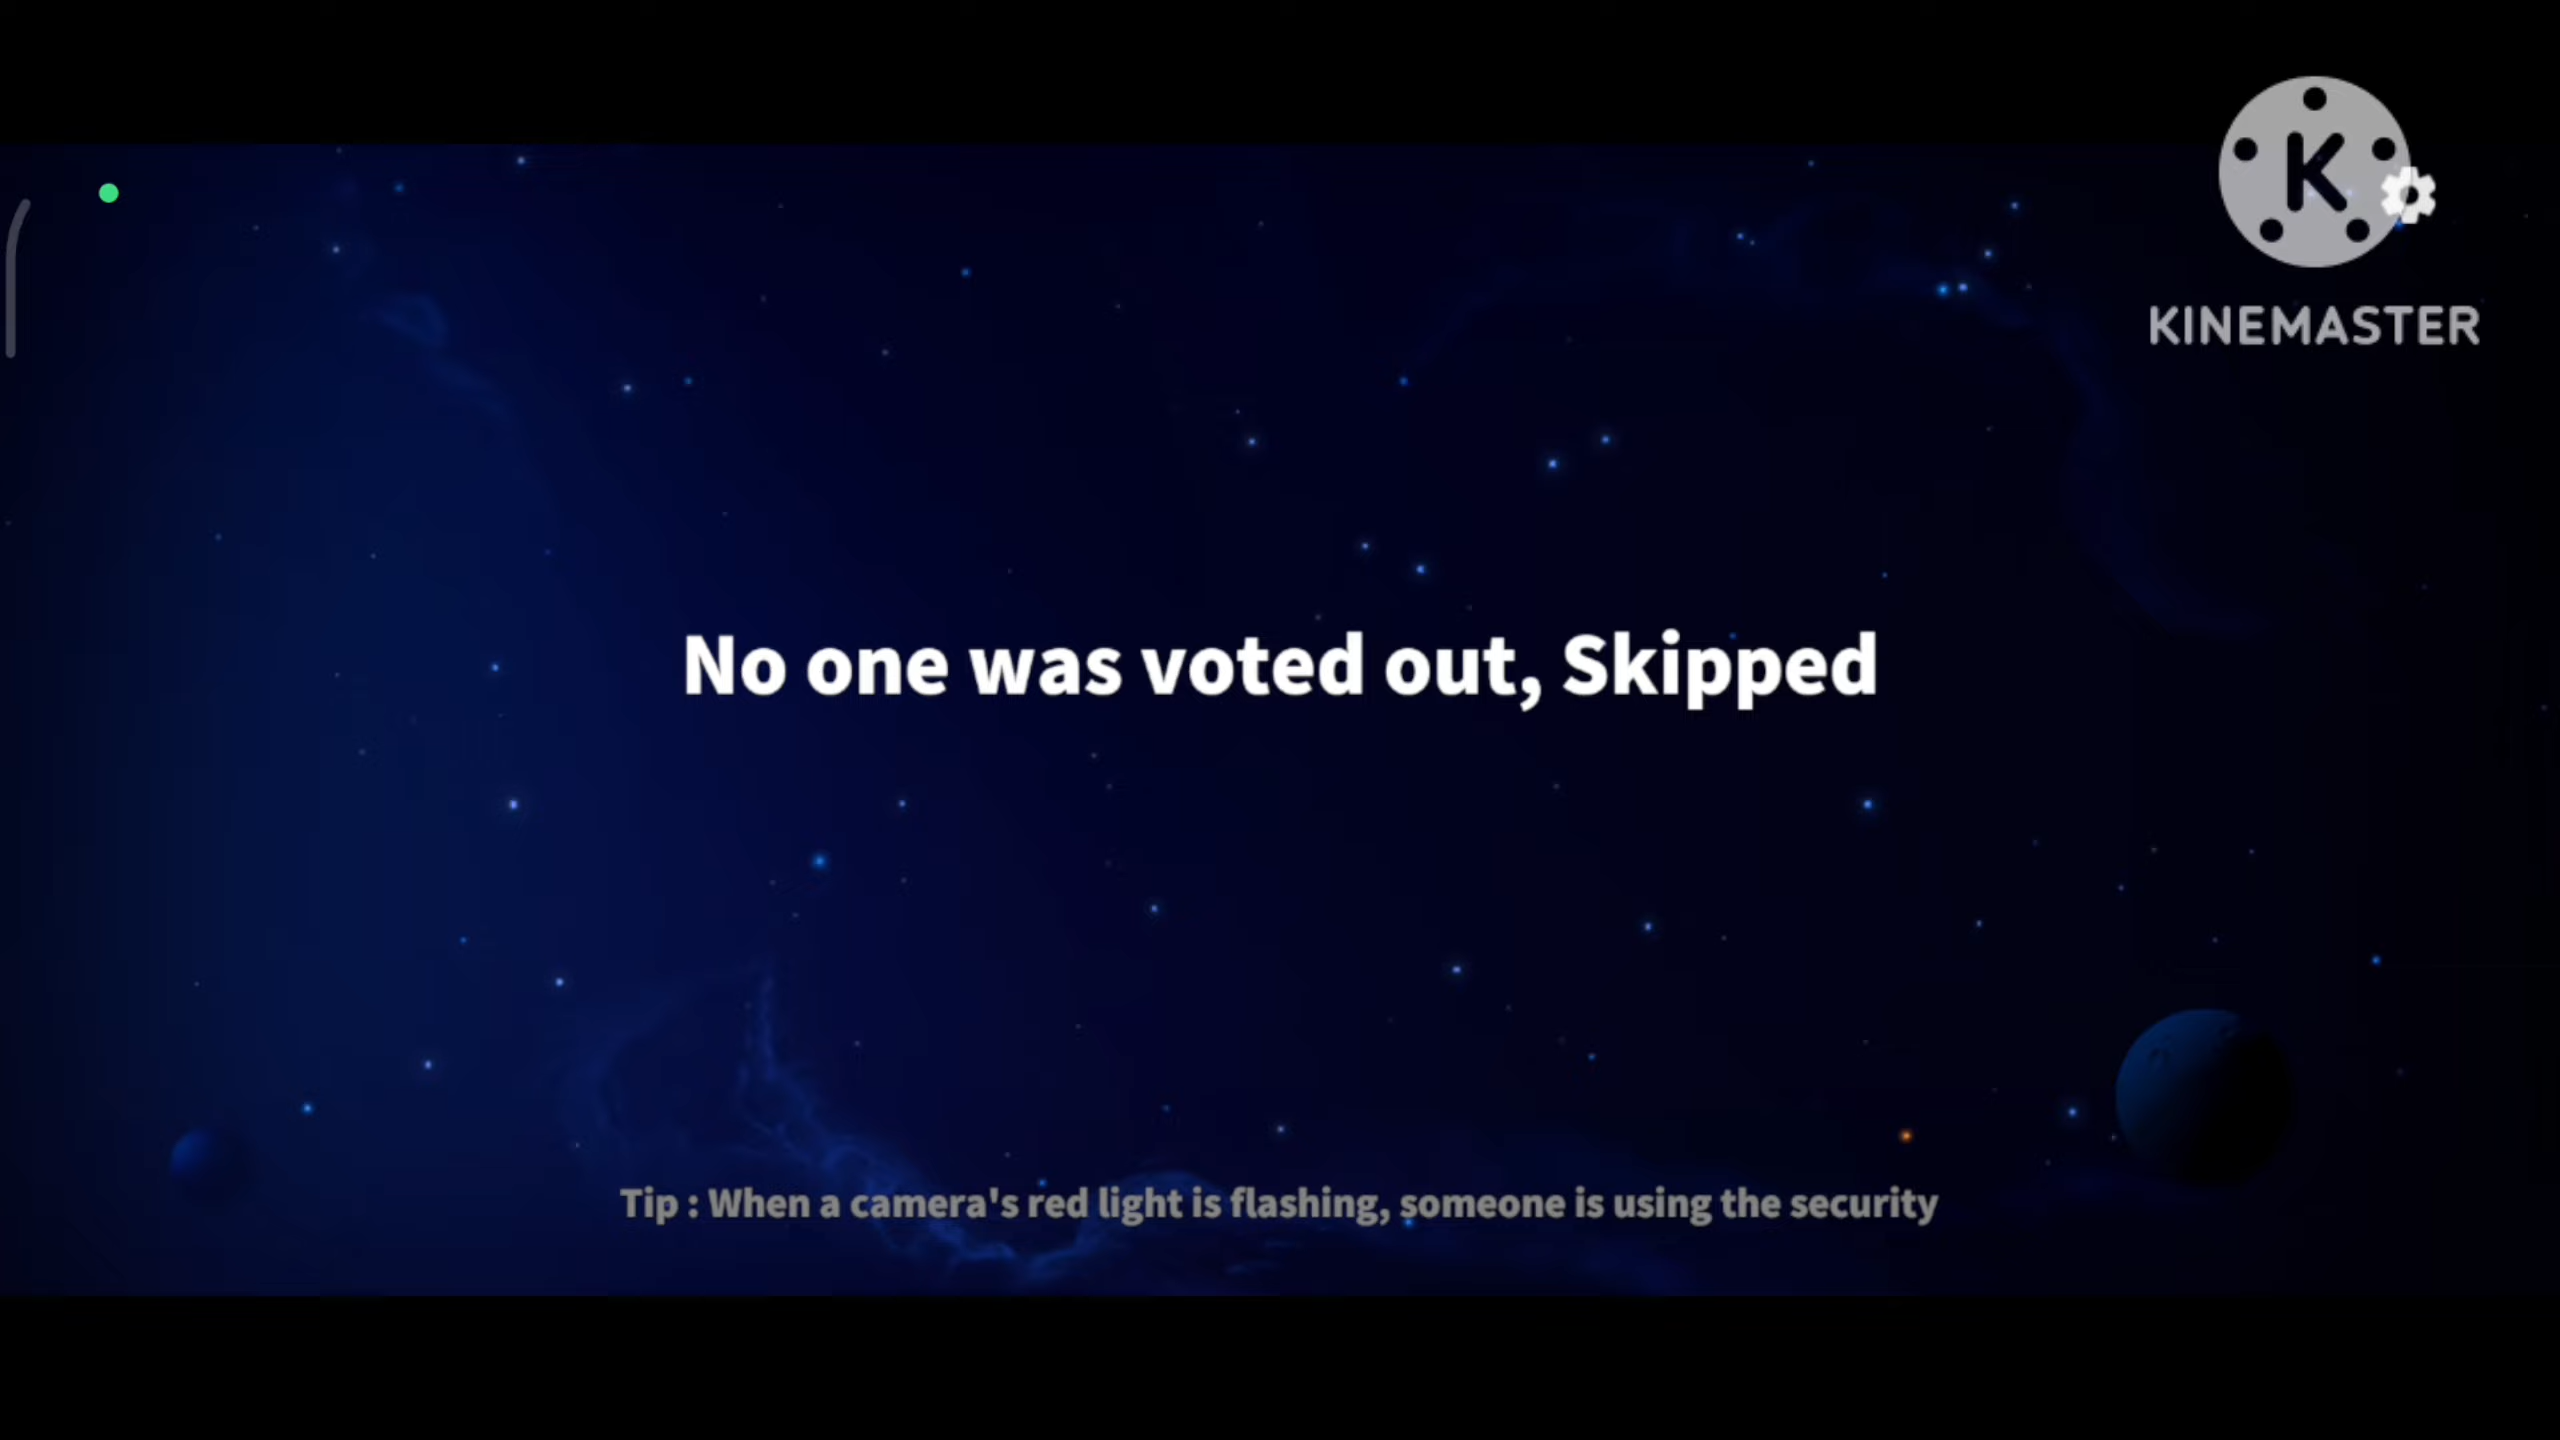 K
KINEMASTER
No one was voted out, Skipped
Tip : When a camera's red light is flashing, someone is using the security